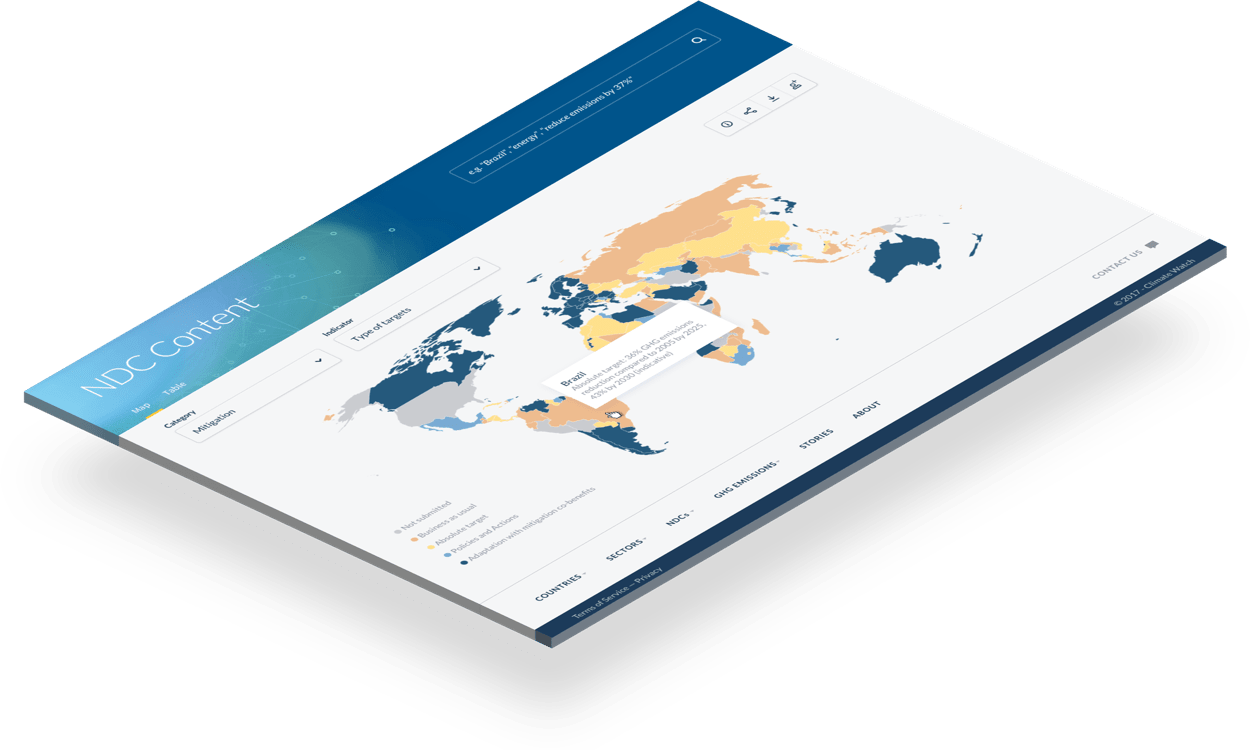 e.g. "Brazil", "energy", "reduce emissions by 37%"
NDC Content
Map
Table
Category
Mitigation
Indicator
Type of targets
Brazil
Absolute target. 36% GHG emissions
reduction compared to 2005 by 2025,
43% by 2030 (indicative)
Not submitted
Business as usual
Absolute target
Policies and Actions
Adaptation with mitigation co-benefits
COUNTRIES
SECTORS
NDCs
GHG EMISSIONS
STORIES
ABOUT
CONTACT US
Terms of Service – Privacy
© 2017 - Climate Watch